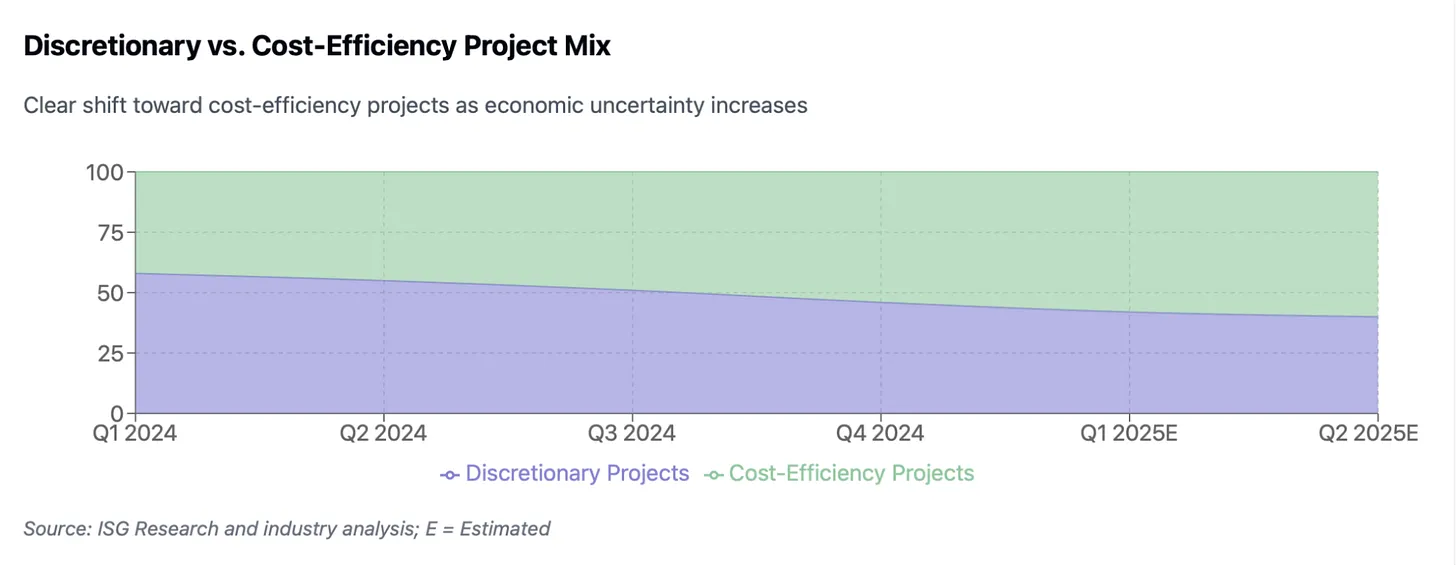 Discretionary vs. Cost-Efficiency Project Mix
Clear shift toward cost-efficiency projects as economic uncertainty increases
100
75
50
25
0
Q1 2024 Q2 2024 Q3 2024 Q4 2024 Q1 2025E Q2 2025E
Discretionary Projects Cost-Efficiency Projects
Source: ISG Research and industry analysis; E = Estimated